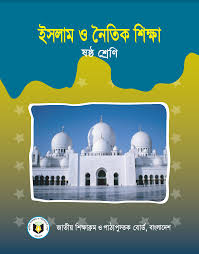 ইসলাম ও নৈতিক শিক্ষা
ষষ্ঠ শ্রেণি
জাতীয় শিক্ষাক্রম ও পাঠ্যপুস্তক বোর্ড, বাংলাদেশ